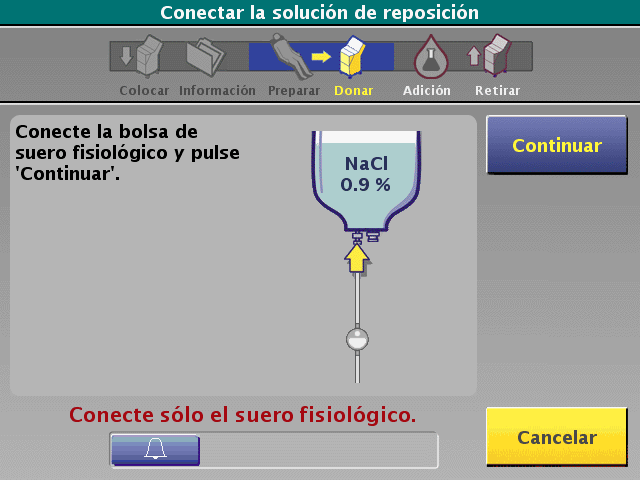 Conectar la solución de reposición
Colocar Información Preparar Donar Adición Retirar
Conecte la bolsa de
suero fisiológico y pulse
'Continuar'.
NaCl
0.9 %
Continuar
Conecte sólo el suero fisiológico.
Cancelar